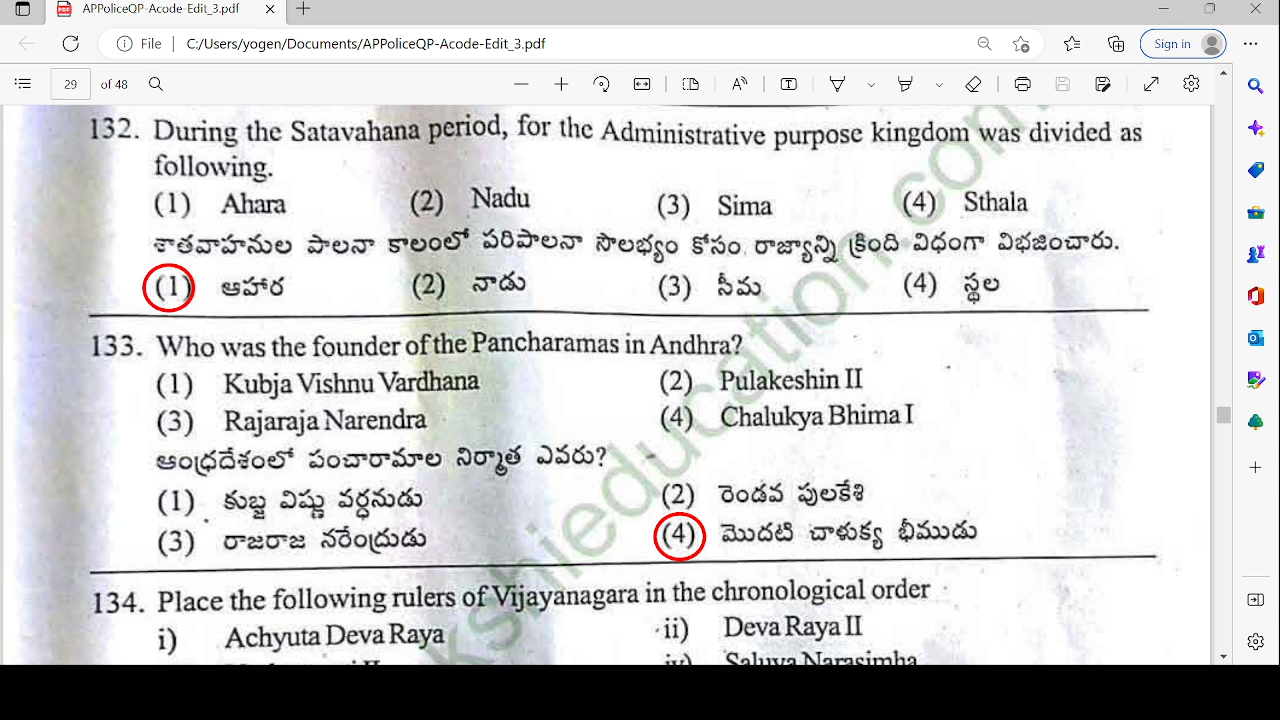 APPoliceQP-Acode-Edit_3.pdf
File C:/Users/yogen/Documents/APPoliceQP-Acode-Edit_3.pdf Sign in
29 of 48
132. During the Satavahana period, for the Administrative purpose kingdom was divided as
following.
(1) Ahara (2) Nadu (3) Sima (4) Sthala
శాతవాహనుల పాలనా కాలంలో పరిపాలనా సౌలభ్యం కోసం రాజ్యాన్ని క్రింది విధంగా విభజించారు.
(1) ఆహార (2) నాడు (3) సీమ (4) స్థల
133. Who was the founder of the Pancharamas in Andhra?
(1) Kubja Vishnu Vardhana (2) Pulakeshin II
(3) Rajaraja Narendra (4) Chalukya Bhima I
ఆంధ్రదేశంలో పంచారామాల నిర్మాత ఎవరు?
(1) కుబ్జ విష్ణు వర్ధనుడు (2) రెండవ పులకేశి
(3) రాజరాజ నరేంద్రుడు (4) మొదటి చాళుక్య భీముడు
134. Place the following rulers of Vijayanagara in the chronological order
i) Achyuta Deva Raya ii) Deva Raya II
iv) Saluva Narasimha
kshieducation.com